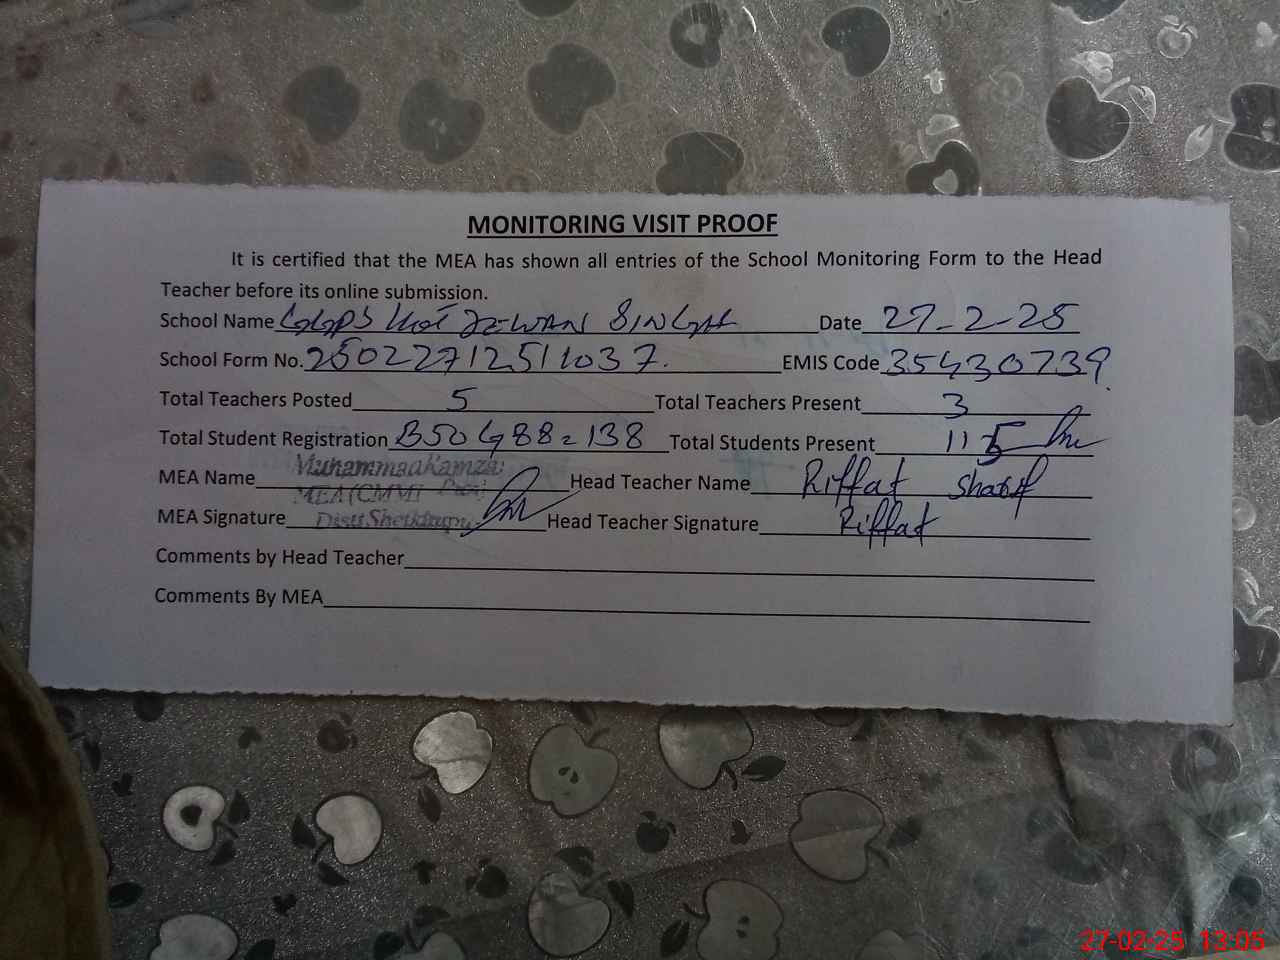 MONITORING VISIT PROOF
It is certified that the MEA has shown all entries of the School Monitoring Form to the Head
Teacher before its online submission.
School Name GGPS Kot JEWAN SINGH Date 27-2-25
School Form No. 25022712511037. EMIS Code 35430739
Total Teachers Posted 5 Total Teachers Present 3
Total Student Registration B50 G88 = 138 Total Students Present 115
MEA Name Muhammad Hamza Head Teacher Name Riffat Sharif
MEA (CMMI
MEA Signature Distt Sheikhupura Head Teacher Signature Riffat
Comments by Head Teacher
Comments By MEA
27-02-25 13:05